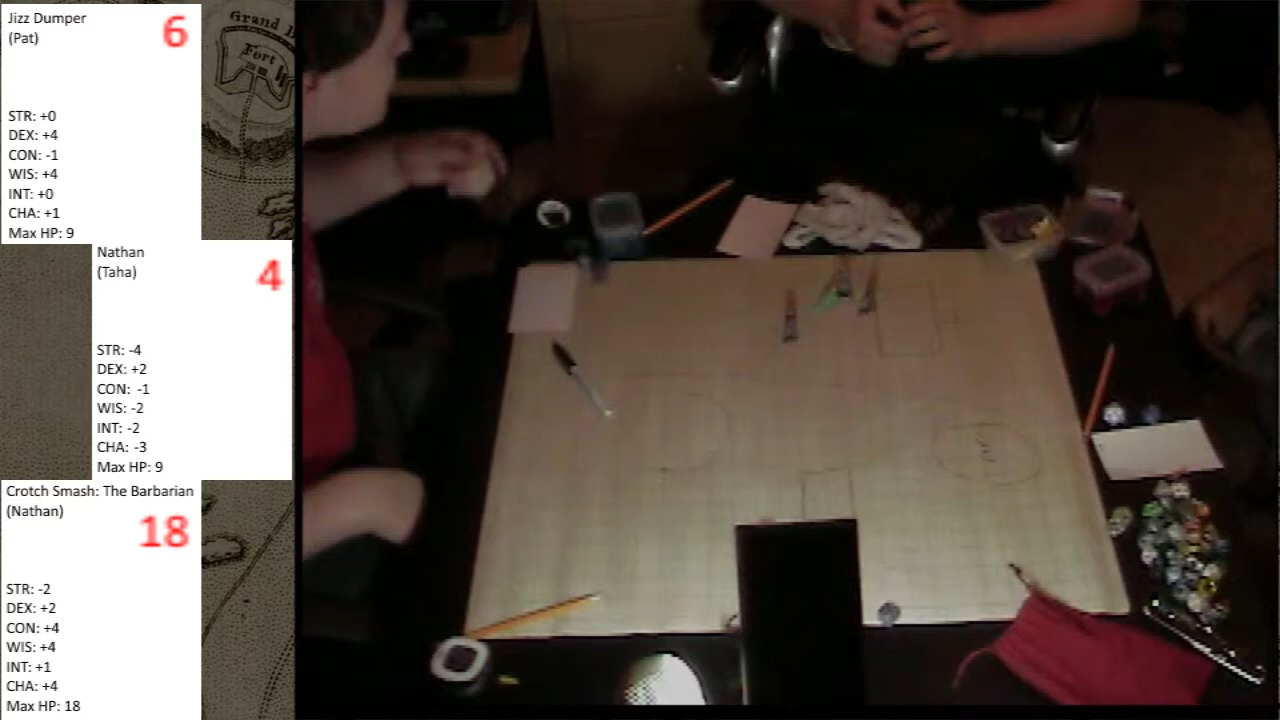 Jizz Dumper
(Pat)
6
STR: +0
DEX: +4
CON: -1
WIS: +4
INT: +0
CHA: +1
Max HP: 9
Grand
Fort
Nathan
(Taha)
4
STR: -4
DEX: +2
CON: -1
WIS: -2
INT: -2
CHA: -3
Max HP: 9
Crotch Smash: The Barbarian
(Nathan)
18
STR: -2
DEX: +2
CON: +4
WIS: +4
INT: +1
CHA: +4
Max HP: 18